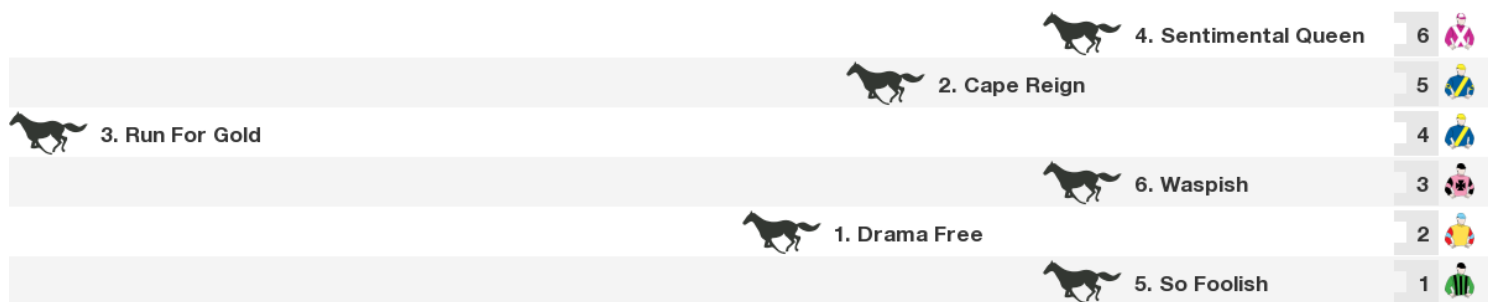 4. Sentimental Queen 6
2. Cape Reign 5
3. Run For Gold 4
6. Waspish 3
1. Drama Free 2
5. So Foolish 1